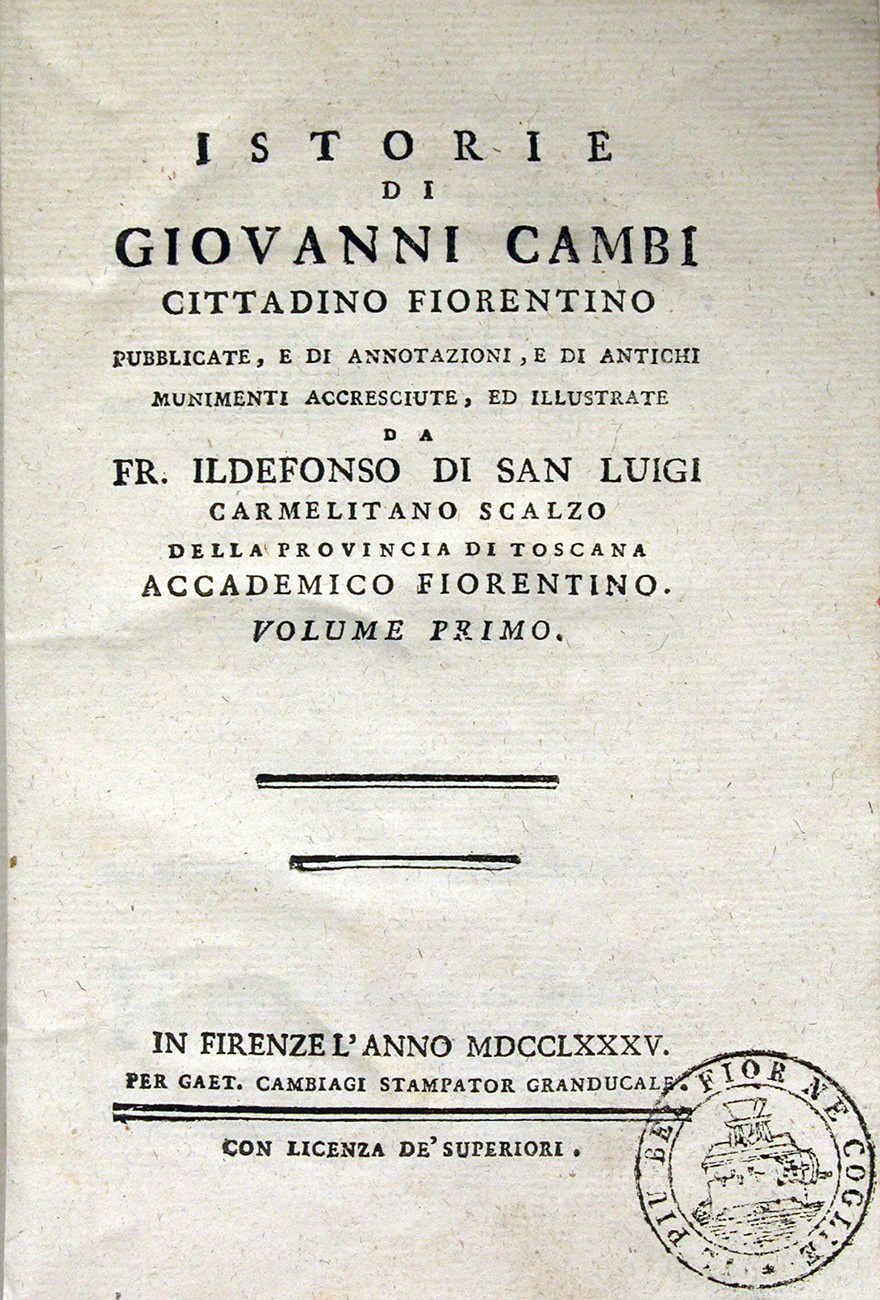 ISTORIE
DI
GIOVANNI CAMBI
CITTADINO FIORENTINO
PUBBLICATE, E DI ANNOTAZIONI, E DI ANTICHI
MUNIMENTI ACCRESCIUTE, ED ILLUSTRATE
DA
FR. ILDEFONSO DI SAN LUIGI
CARMELITANO SCALZO
DELLA PROVINCIA DI TOSCANA
ACCADEMICO FIORENTINO.
VOLUME PRIMO.
IN FIRENZE L'ANNO MDCCLXXXV.
PER GAET. CAMBIAGI STAMPATOR GRANDUCALE.
CON LICENZA DE' SUPERIORI.
IL PIU BEL FIOR NE COGLIE